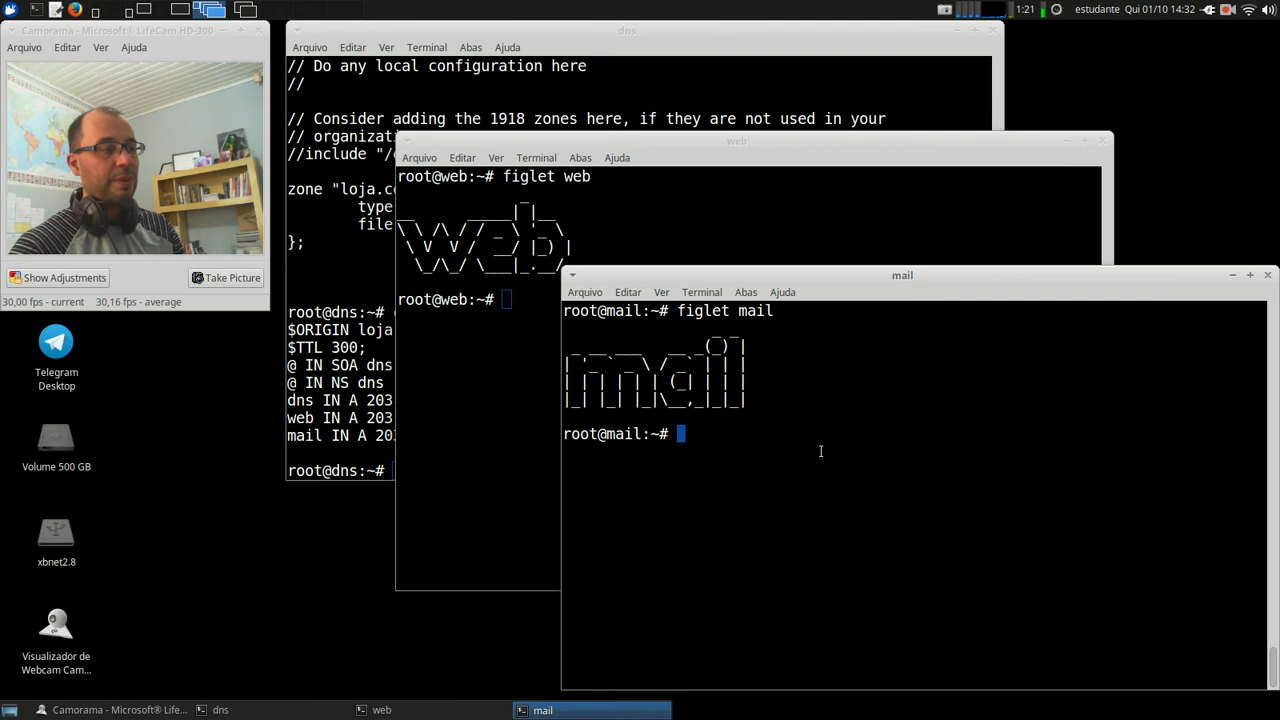 1:21 estudante Qui 01/10 14:32
Camorama - Microsoft® LifeCam HD-300
Arquivo Editar Ver Ajuda
Show Adjustments Take Picture
30,00 fps - current 30,16 fps - average
Telegram
Desktop
Volume 500 GB
xbnet2.8
Visualizador de
Webcam Cam...
dns
Arquivo Editar Ver Terminal Abas Ajuda
// Do any local configuration here
//
// Consider adding the 1918 zones here, if they are not used in your
// organizati
//include "/
zone "loja.c
type
file
};
root@dns:~#
$ORIGIN loja
$TTL 300;
@ IN SOA dns
@ IN NS dns
dns IN A 203
web IN A 203
mail IN A 203
root@dns:~#
web
Arquivo Editar Ver Terminal Abas Ajuda
root@web:~# figlet web
web
root@web:~#
mail
Arquivo Editar Ver Terminal Abas Ajuda
root@mail:~# figlet mail
mail
root@mail:~#
Camorama - Microsoft® LifeCa... dns web mail